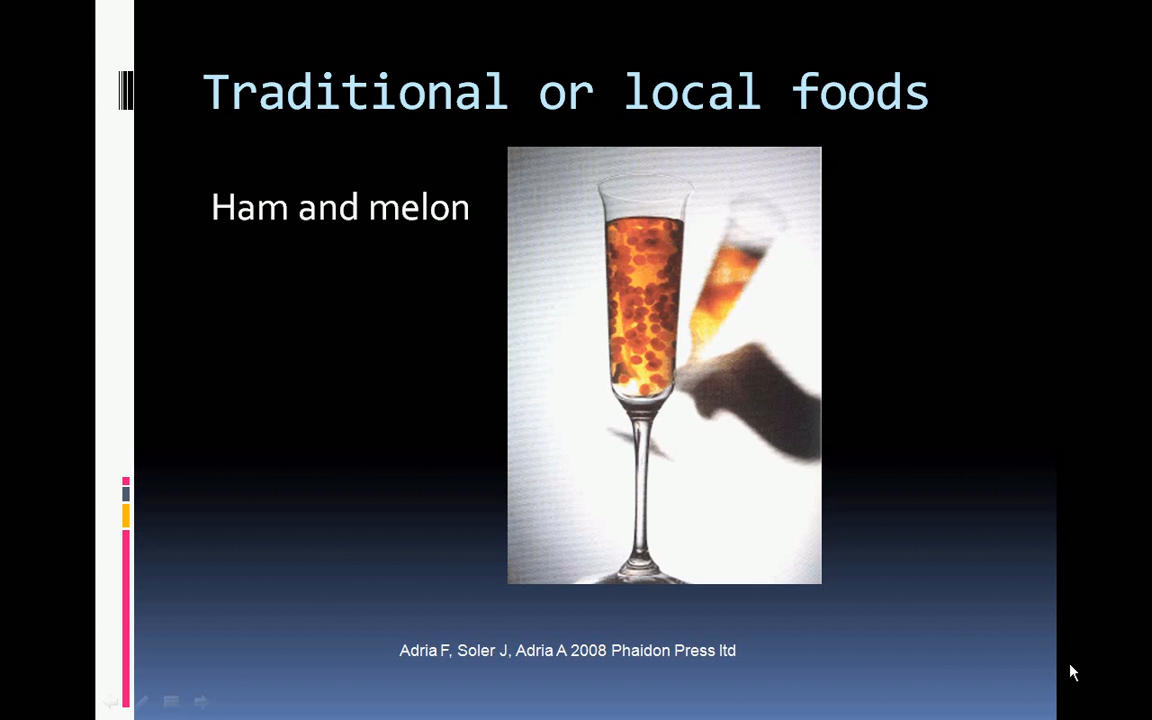 Traditional or local foods
Ham and melon
Adria F, Soler J, Adria A 2008 Phaidon Press ltd